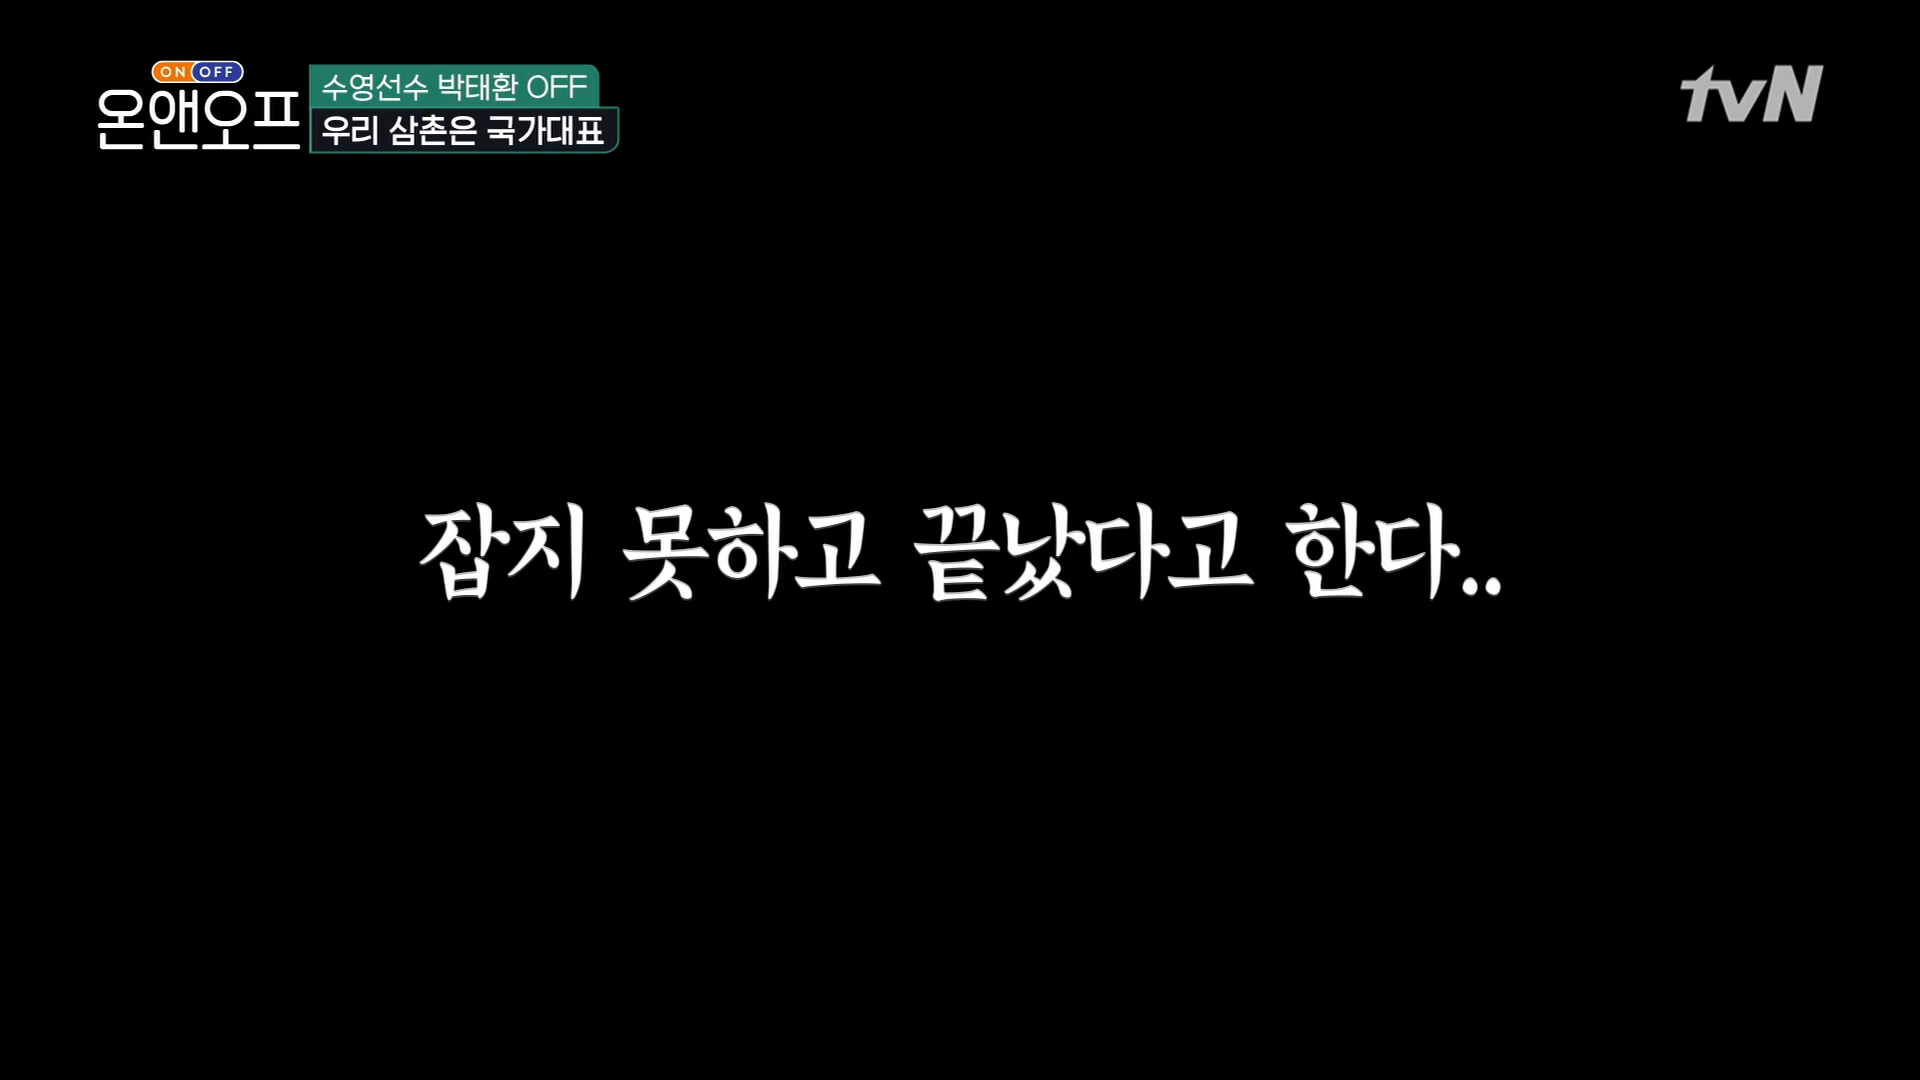 ON OFF
온앤오프
수영선수 박태환 OFF
우리 삼촌은 국가대표
tvN
잡지 못하고 끝났다고 한다..